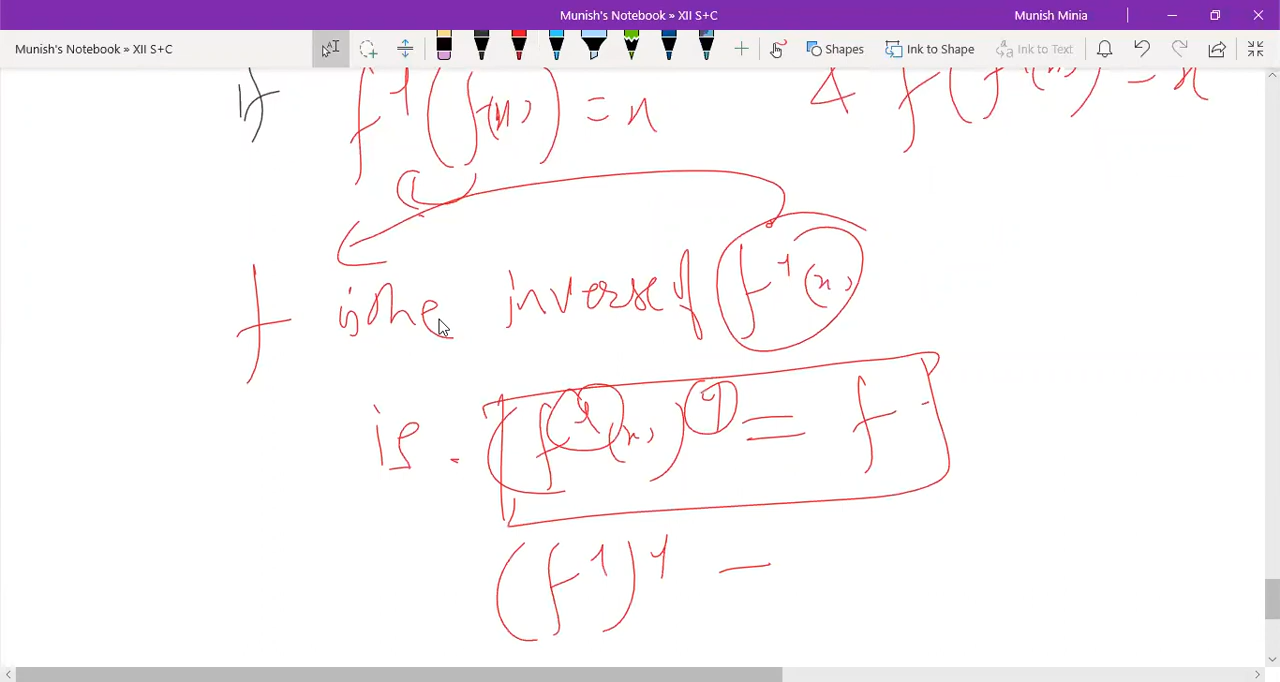 Munish's Notebook » XII S+C
Munish Minia
Munish's Notebook » XII S+C
Shapes
Ink to Shape
Ink to Text
If f⁻¹(f(x)) = x & f(f⁻¹(x)) = x
f is the inverse of f⁻¹(x)
ie. (f⁻¹(x))⁻¹ = f
(f⁻¹)⁻¹ =